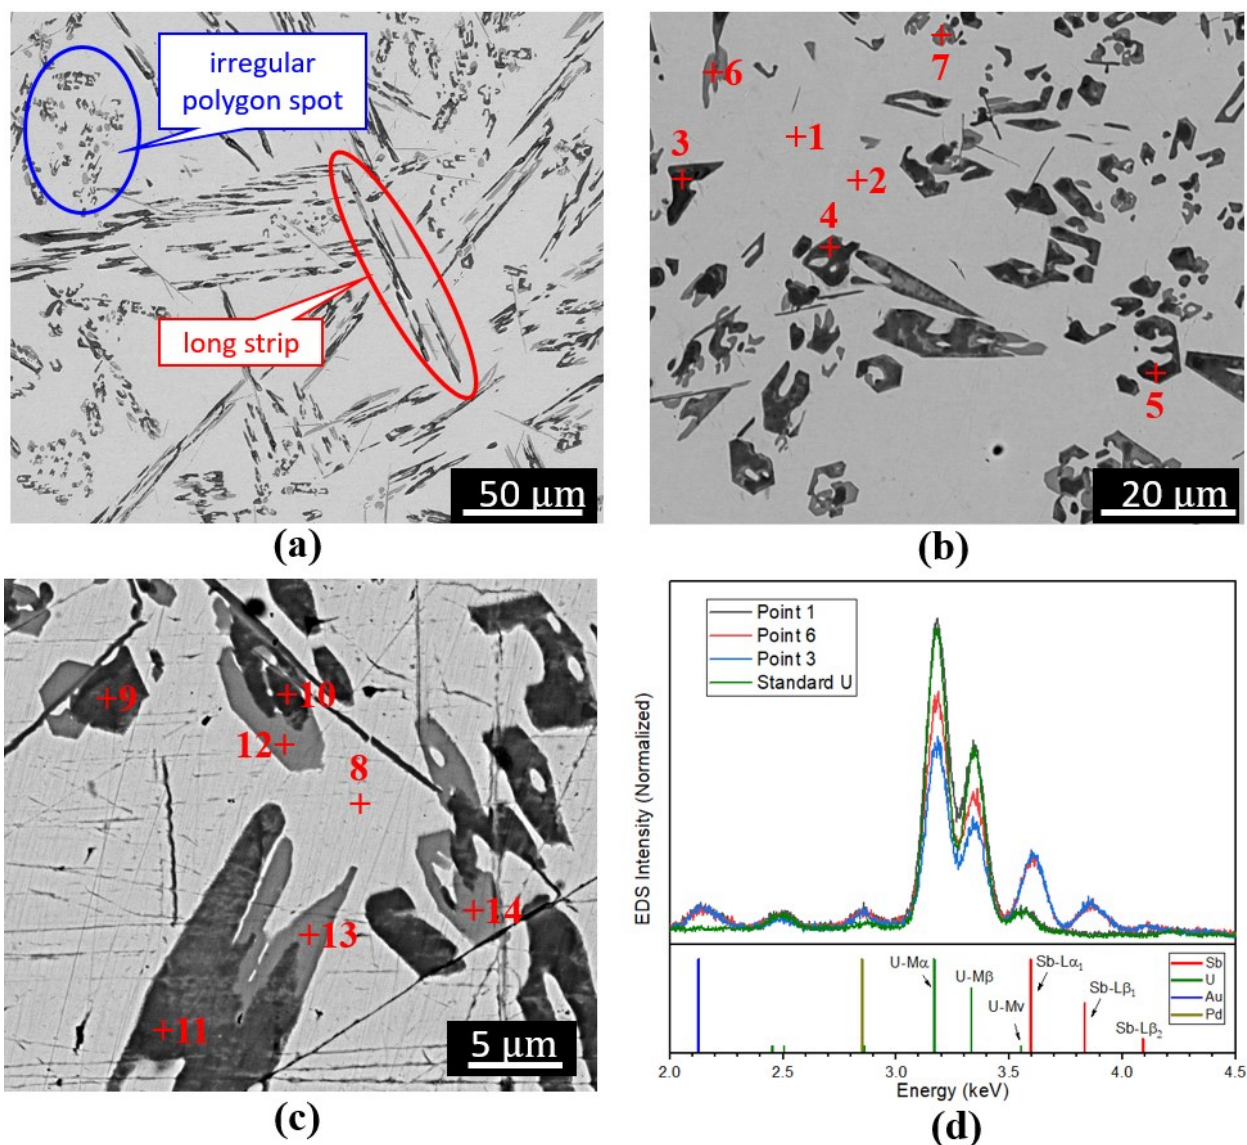 irregular
polygon spot
long strip
50 µm
(a)
7
6
1
3
2
4
5
20 µm
(b)
9
10
12
8
14
13
11
5 µm
(c)
Point 1
Point 6
Point 3
Standard U
EDS Intensity (Normalized)
U-Mα
U-Mβ
U-Mv
Sb-Lα1
Sb-Lβ1
Sb-Lβ2
Sb
U
Au
Pd
2.0 2.5 3.0 3.5 4.0 4.5
Energy (keV)
(d)